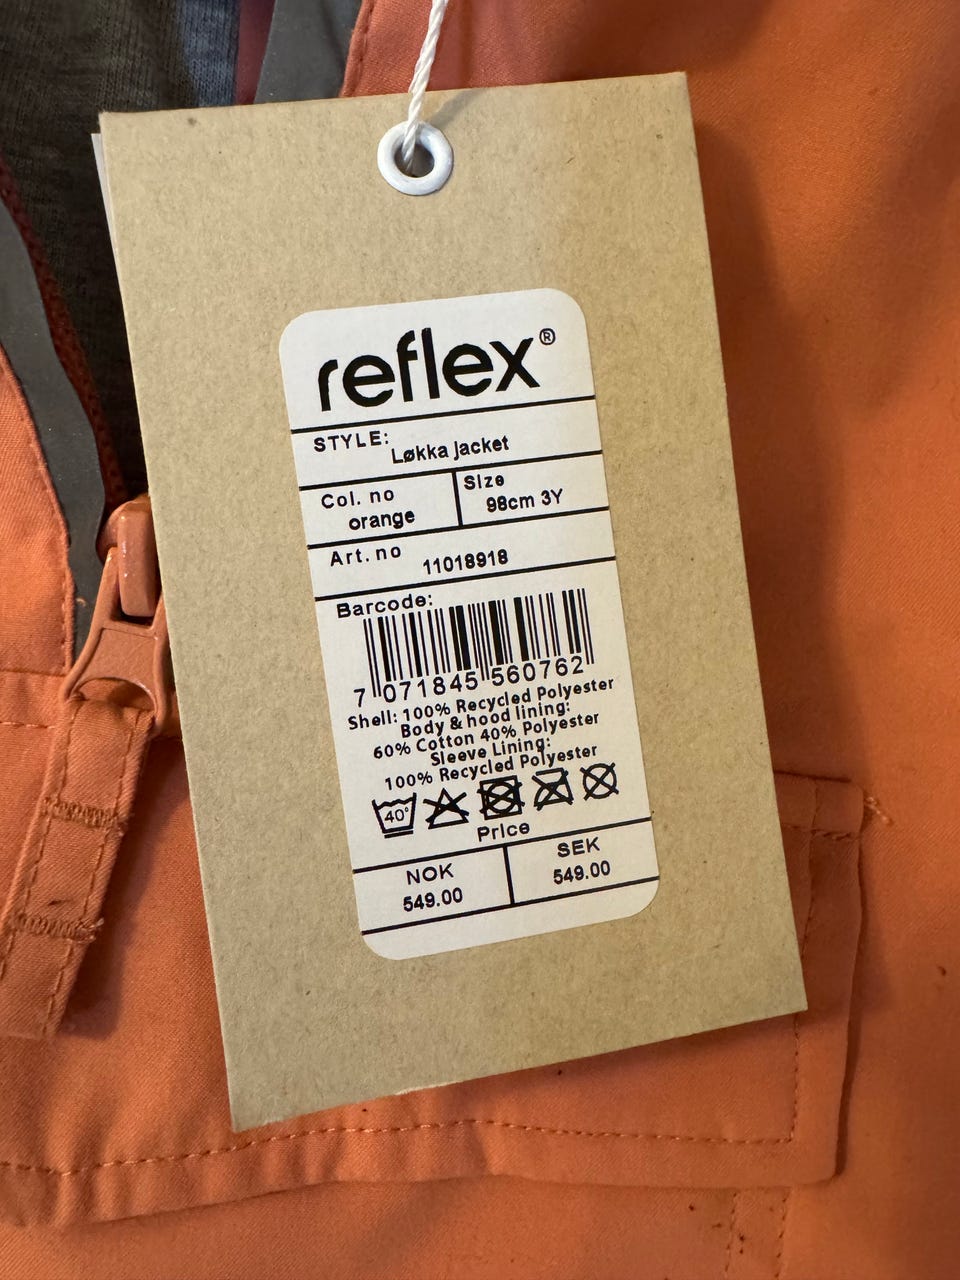 reflex®
STYLE:
Løkka jacket
Col. no
orange
Size
98cm 3Y
Art. no
11018918
Barcode:
7 071845 560762
Shell: 100% Recycled Polyester
Body & hood lining:
60% Cotton 40% Polyester
Sleeve Lining:
100% Recycled Polyester
40°
Price
NOK
549.00
SEK
549.00